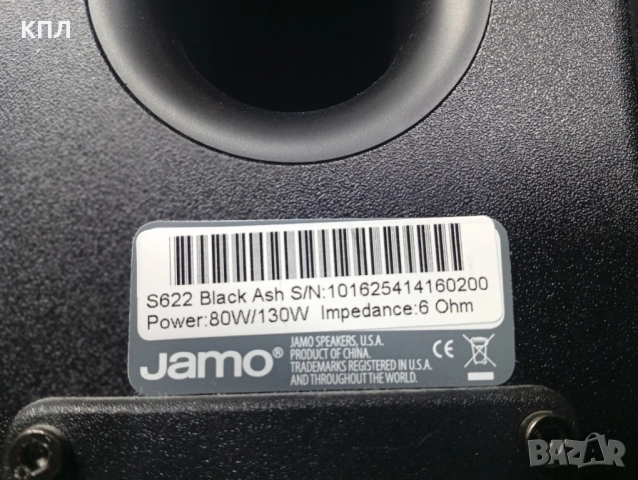 КПЛ
S622 Black Ash S/N:101625414160200
Power:80W/130W Impedance:6 Ohm
Jamo®
JAMO SPEAKERS, U.S.A.
PRODUCT OF CHINA.
TRADEMARKS REGISTERED IN U.S.A.
AND THROUGHOUT THE WORLD.
CE
BAZAR